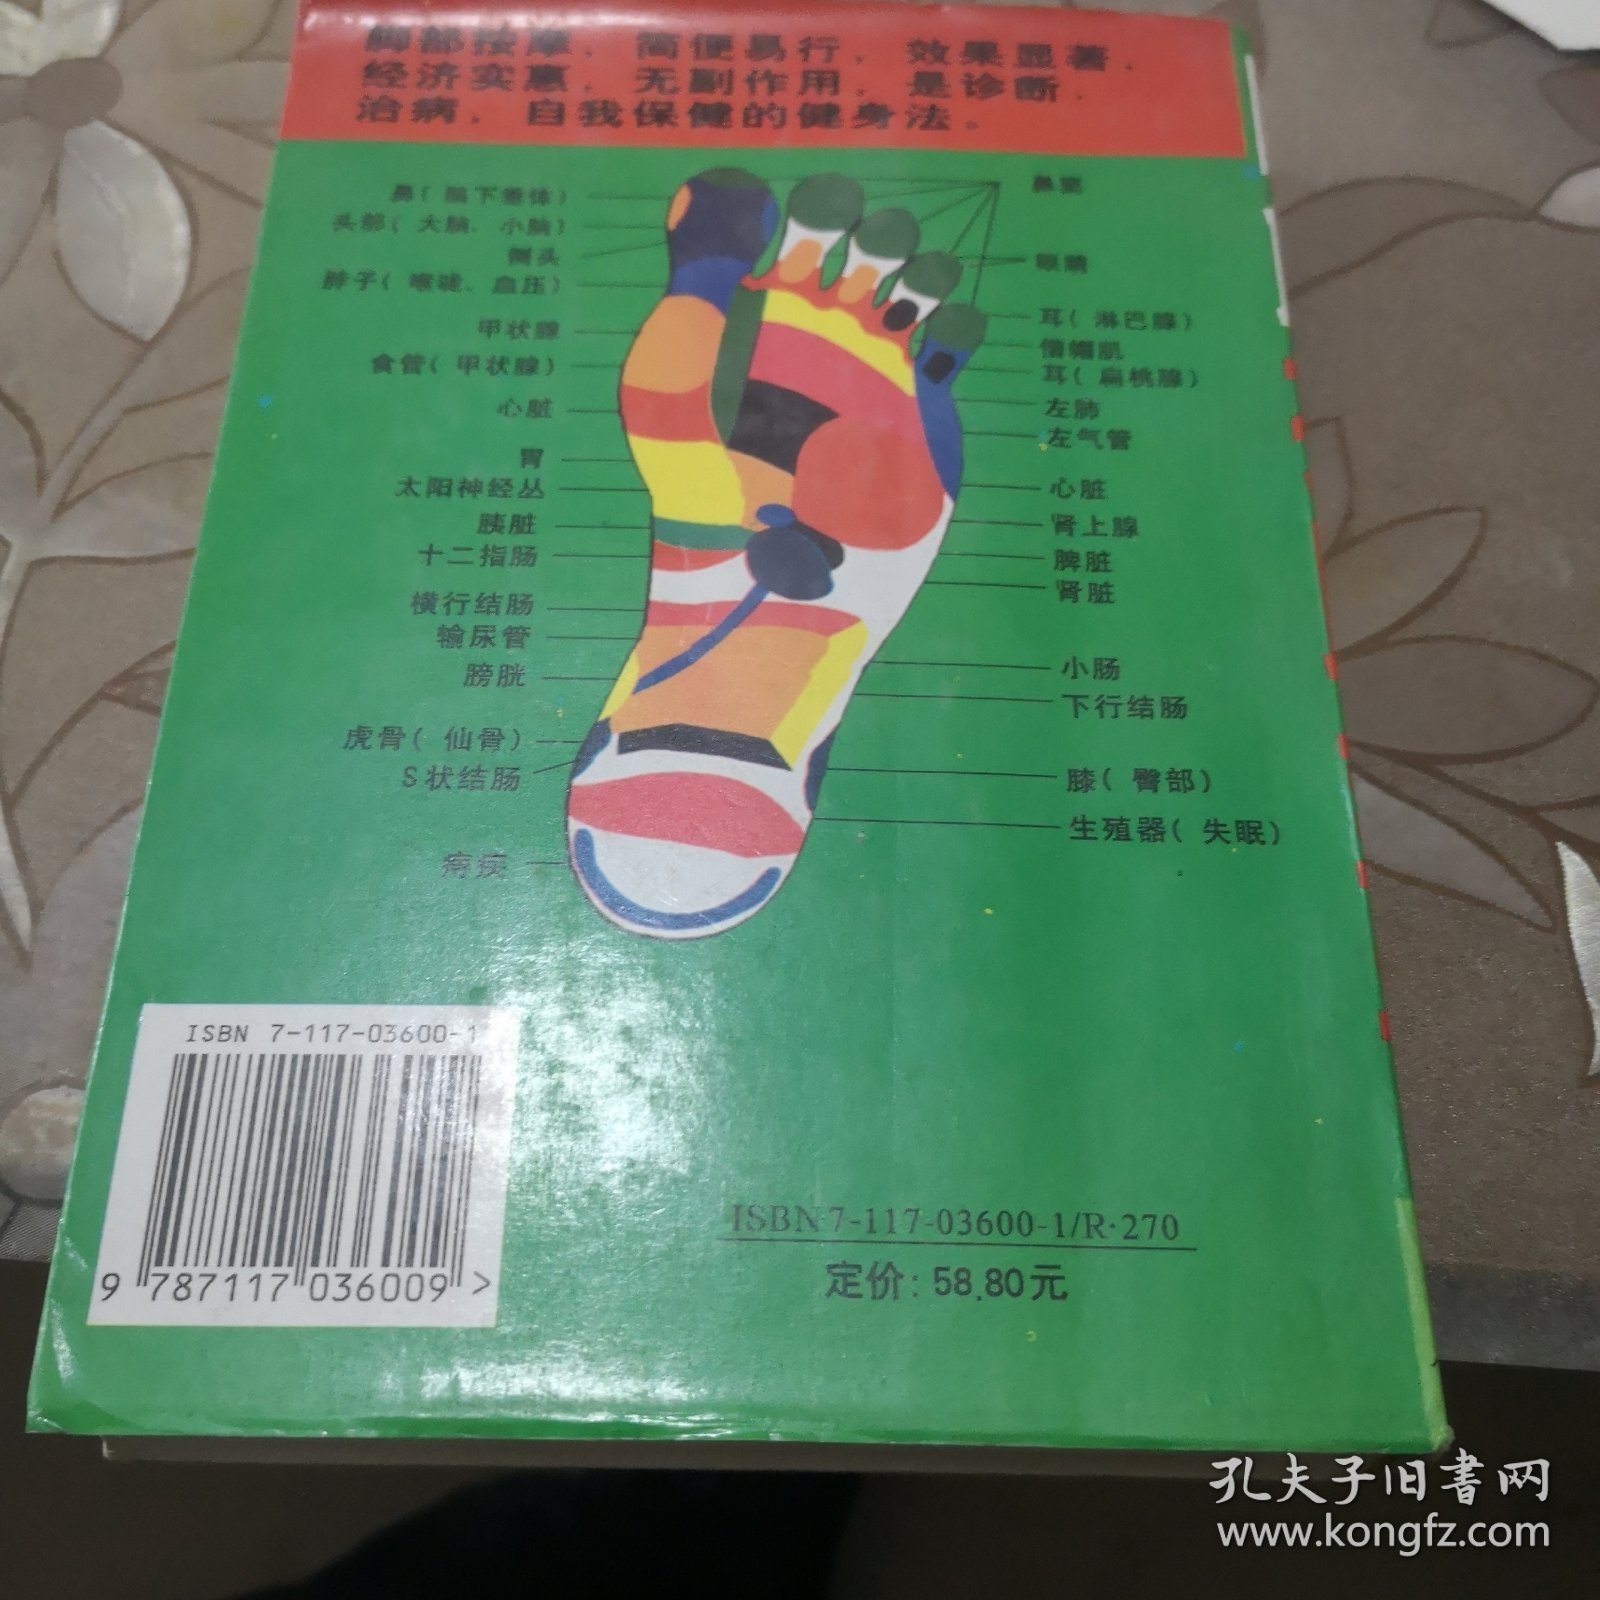 脚部按摩，简便易行，效果显著，
经济实惠，无副作用，是诊断，
治病，自我保健的健身法。
鼻（脑下垂体）
头部（大脑、小脑）
侧头
脖子（喉咙、血压）
甲状腺
食管（甲状腺）
心脏
胃
太阳神经丛
胰脏
十二指肠
横行结肠
输尿管
膀胱
虎骨（仙骨）
S状结肠
痔疾
鼻窦
眼睛
耳（淋巴腺）
僧帽肌
耳（扁桃腺）
左肺
左气管
心脏
肾上腺
脾脏
肾脏
小肠
下行结肠
膝（臀部）
生殖器（失眠）
ISBN 7-117-03600-1
9 787117 036009 >
ISBN 7-117-03600-1/R·270
定价：58.80元
孔夫子旧書网
www.kongfz.com